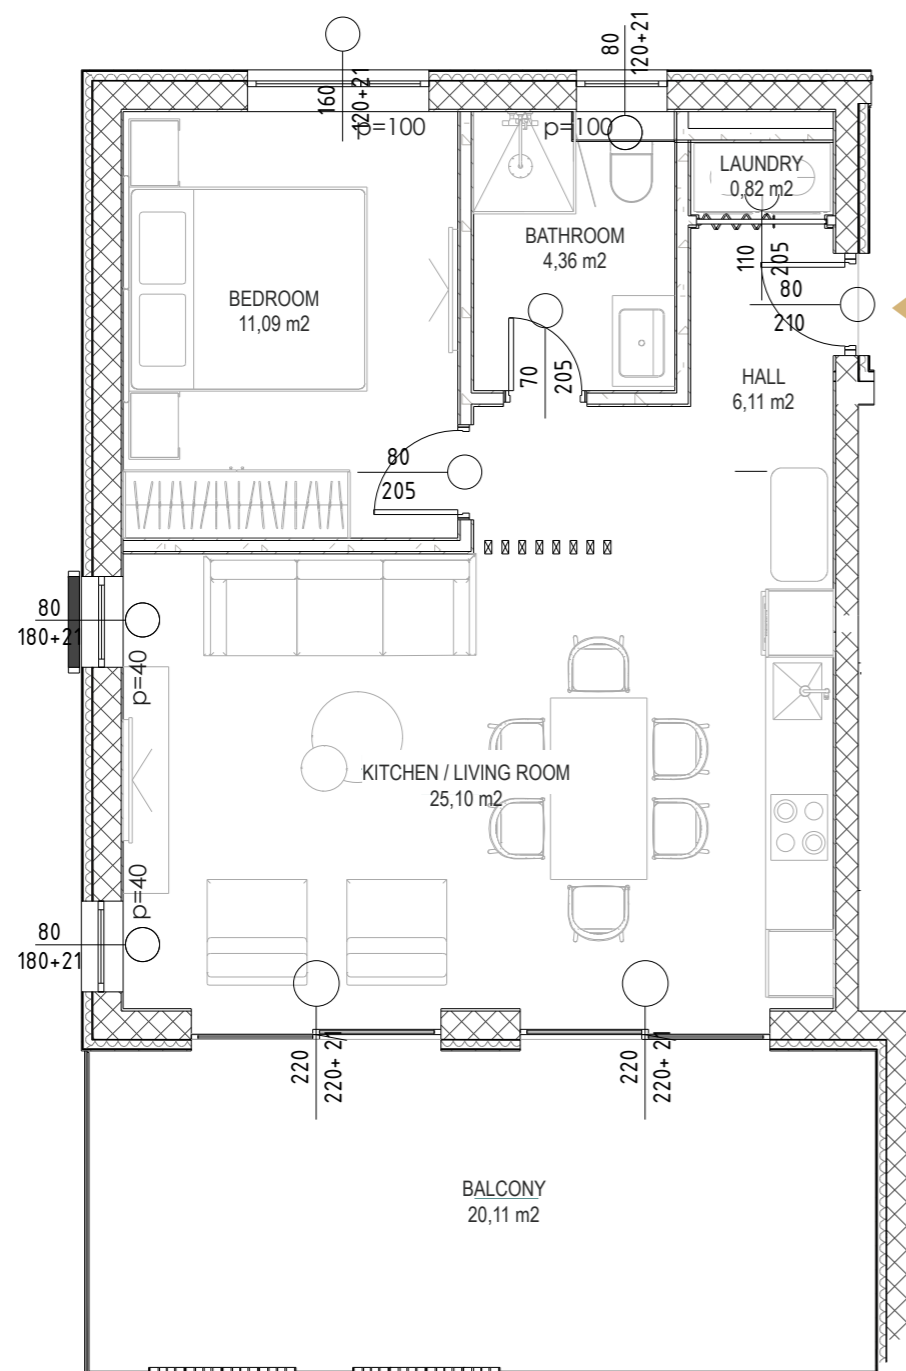 160
120+21
p=100
80
120+21
p=100
LAUNDRY
0,82 m2
BATHROOM
4,36 m2
110
205
80
210
BEDROOM
11,09 m2
70
205
HALL
6,11 m2
80
205
80
180+21
p=40
KITCHEN / LIVING ROOM
25,10 m2
p=40
80
180+21
220
220+ 21
220
220+ 21
BALCONY
20,11 m2